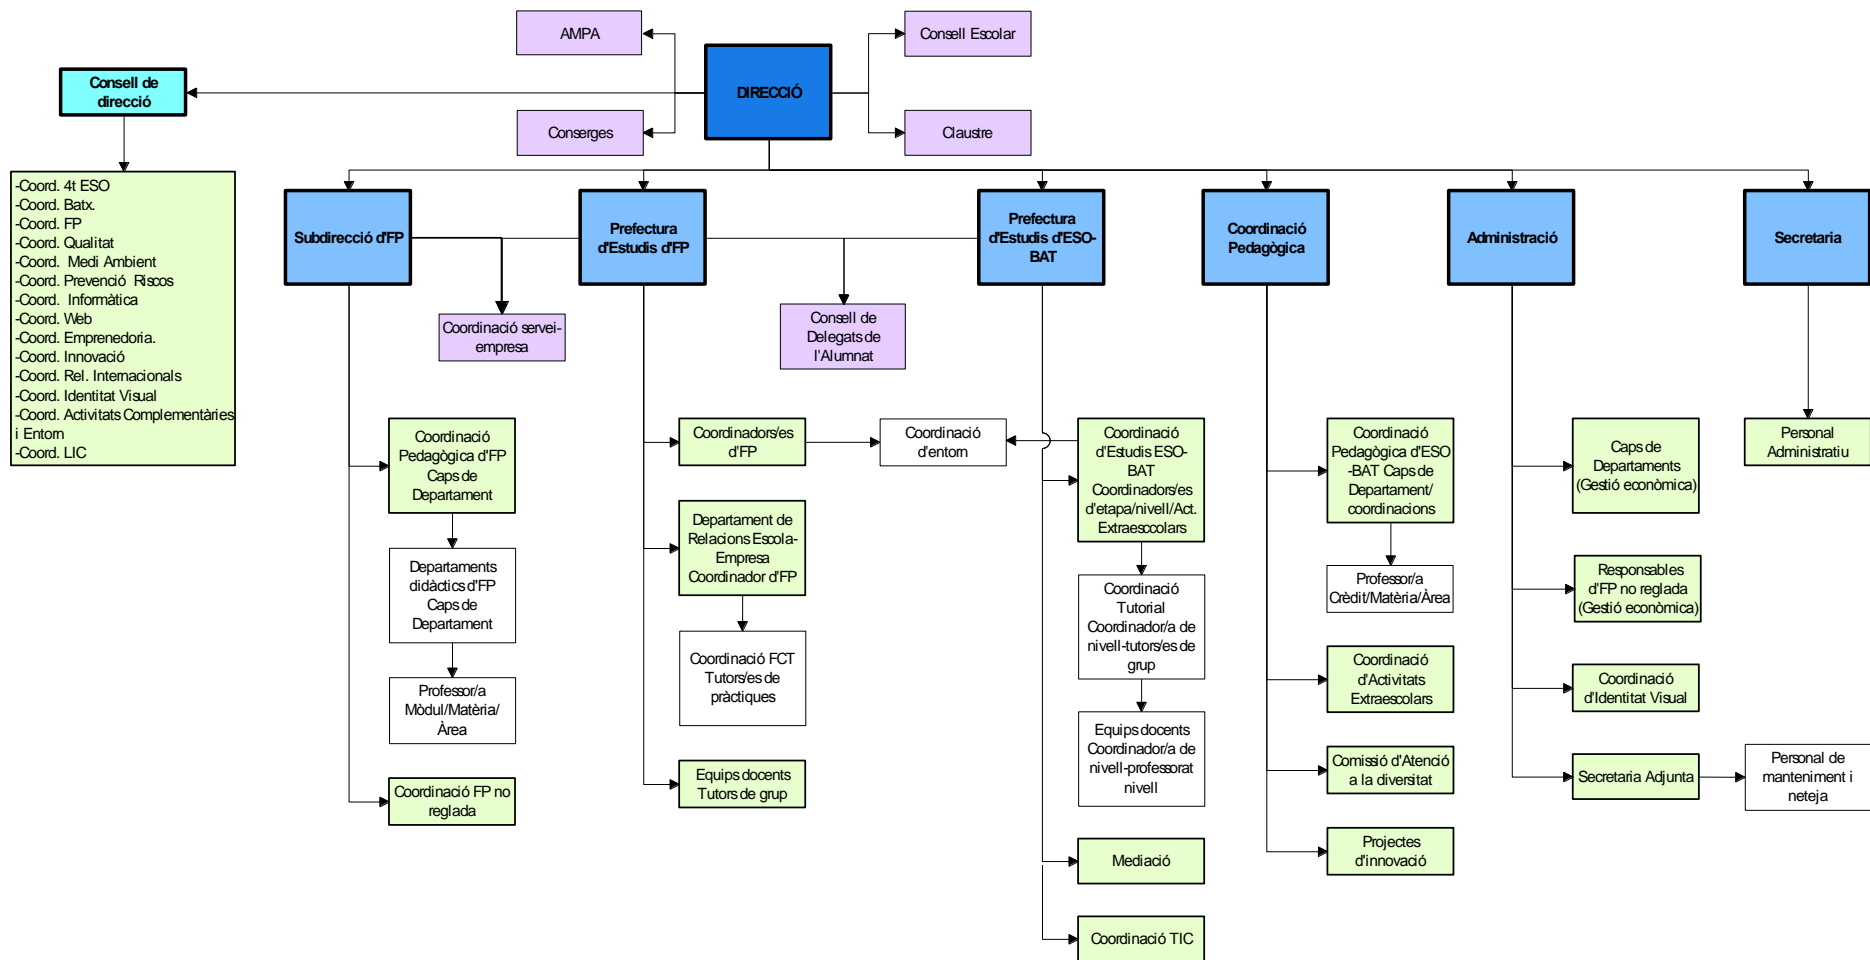 AMPA
Consell Escolar
Consell de
direcció
DIRECCIÓ
Conserges
Claustre
-Coord. 4t ESO
-Coord. Batx.
-Coord. FP
-Coord. Qualitat
-Coord. Medi Ambient
-Coord. Prevenció Riscos
-Coord. Informàtica
-Coord. Web
-Coord. Emprenedoria.
-Coord. Innovació
-Coord. Rel. Internacionals
-Coord. Identitat Visual
-Coord. Activitats Complementàries
i Entorn
-Coord. LIC
Subdirecció d'FP
Prefectura
d'Estudis d'FP
Prefectura
d'Estudis d'ESO-
BAT
Coordinació
Pedagògica
Administració
Secretaria
Coordinació servei-
empresa
Consell de
Delegats de
l'Alumnat
Coordinació
Pedagògica d'FP
Caps de
Departament
Departaments
didàctics d'FP
Caps de
Departament
Professor/a
Mòdul/Matèria/
Àrea
Coordinació FP no
reglada
Coordinadors/es
d'FP
Coordinació
d'entorn
Departament de
Relacions Escola-
Empresa
Coordinador d'FP
Coordinació FCT
Tutors/es de
pràctiques
Equips docents
Tutors de grup
Coordinació
d'Estudis ESO-
BAT
Coordinadors/es
d'etapa/nivell/Act.
Extraesccolars
Coordinació
Tutorial
Coordinador/a de
nivell-tutors/es de
grup
Equips docents
Coordinador/a de
nivell-professorat
nivell
Mediació
Coordinació TIC
Coordinació
Pedagògica d'ESO
-BAT Caps de
Departament/
coordinacions
Professor/a
Crèdit/Matèria/Àrea
Coordinació
d'Activitats
Extraescolars
Comissió d'Atenció
a la diversitat
Projectes
d'innovació
Caps de
Departaments
(Gestió econòmica)
Responsables
d'FP no reglada
(Gestió econòmica)
Coordinació
d'Identitat Visual
Secretaria Adjunta
Personal de
manteniment i
neteja
Personal
Administratiu